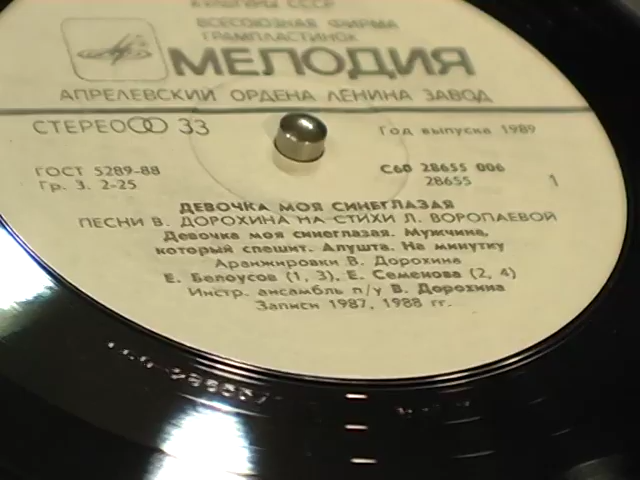 КУЛЬТУРЫ СССР
ВСЕСОЮЗНАЯ ФИРМА
ГРАМПЛАСТИНОК
МЕЛОДИЯ
АПРЕЛЕВСКИЙ ОРДЕНА ЛЕНИНА ЗАВОД
СТЕРЕО 33
Год выпуска 1989
ГОСТ 5289-88
Гр. 3. 2-25
С60 28655 006
28655
1
ДЕВОЧКА МОЯ СИНЕГЛАЗАЯ
ПЕСНИ В. ДОРОХИНА НА СТИХИ Л. ВОРОПАЕВОЙ
Девочка моя синеглазая. Мужчина,
который спешит. Алушта. На минутку
Аранжировки В. Дорохина
Е. Белоусов (1, 3), Е. Семенова (2, 4)
Инстр. ансамбль п/у В. Дорохина
Записи 1987, 1988 гг.